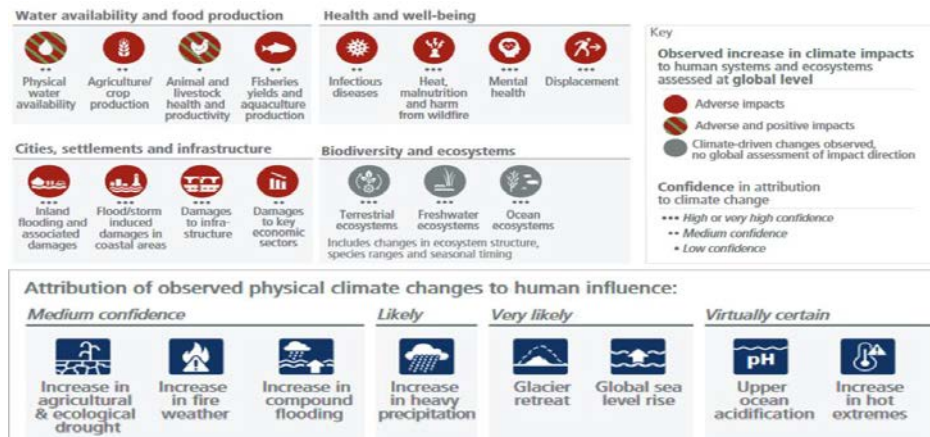 Water availability and food production
Physical
water
availability
Agriculture/
crop
production
Animal and
livestock
health and
productivity
Fisheries
yields and
aquaculture
production
Health and well-being
Infectious
diseases
Heat,
malnutrition
and harm
from wildfire
Mental
health
Displacement
Cities, settlements and infrastructure
Inland
flooding and
associated
damages
Flood/storm
induced
damages in
coastal areas
Damages
to infra-
structure
Damages
to key
economic
sectors
Biodiversity and ecosystems
Terrestrial
ecosystems
Freshwater
ecosystems
Ocean
ecosystems
Includes changes in ecosystem structure,
species ranges and seasonal timing
Key
Observed increase in climate impacts
to human systems and ecosystems
assessed at global level
Adverse impacts
Adverse and positive impacts
Climate-driven changes observed,
no global assessment of impact direction
Confidence in attribution
to climate change
••• High or very high confidence
•• Medium confidence
• Low confidence
Attribution of observed physical climate changes to human influence:
Medium confidence
Increase in
agricultural
& ecological
drought
Increase
in fire
weather
Increase in
compound
flooding
Likely
Increase
in heavy
precipitation
Very likely
Glacier
retreat
Global sea
level rise
Virtually certain
pH
Upper
ocean
acidification
Increase
in hot
extremes